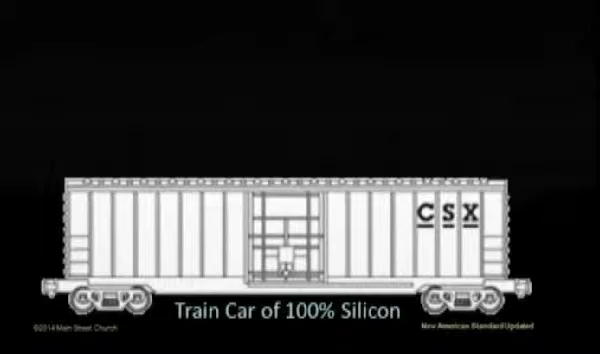 CSX
Train Car of 100% Silicon
©2014 Main Street Church
New American Standard Updated